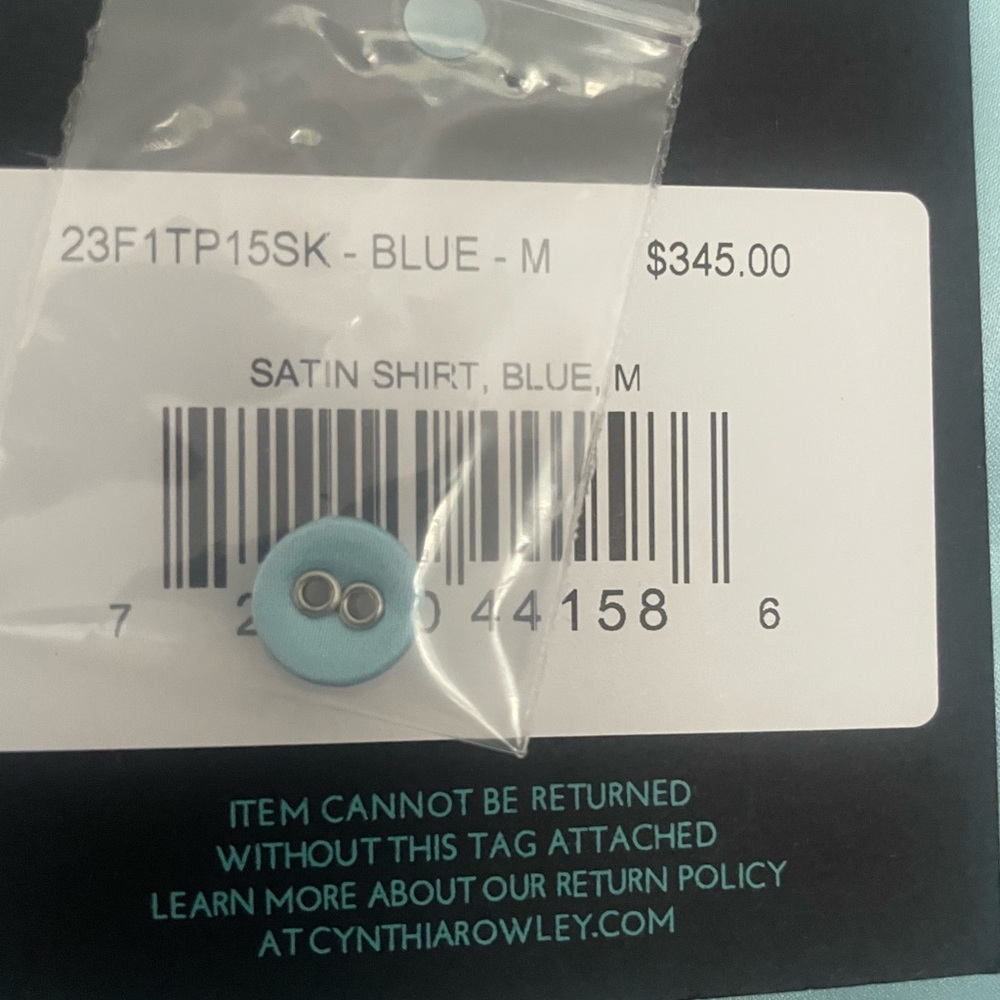 23F1TP15SK - BLUE - M $345.00
SATIN SHIRT, BLUE, M
7 44158 6
ITEM CANNOT BE RETURNED
WITHOUT THIS TAG ATTACHED
LEARN MORE ABOUT OUR RETURN POLICY
AT CYNTHIAROWLEY.COM